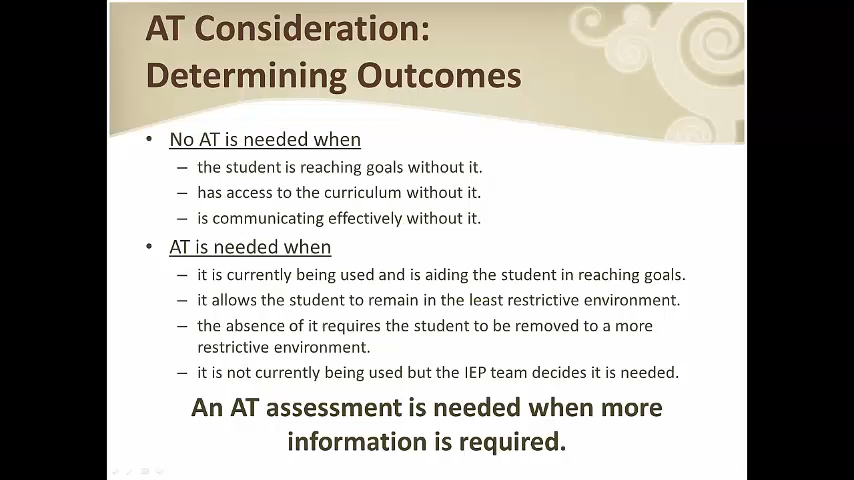 AT Consideration:
Determining Outcomes
• No AT is needed when
– the student is reaching goals without it.
– has access to the curriculum without it.
– is communicating effectively without it.
• AT is needed when
– it is currently being used and is aiding the student in reaching goals.
– it allows the student to remain in the least restrictive environment.
– the absence of it requires the student to be removed to a more
restrictive environment.
– it is not currently being used but the IEP team decides it is needed.
An AT assessment is needed when more
information is required.